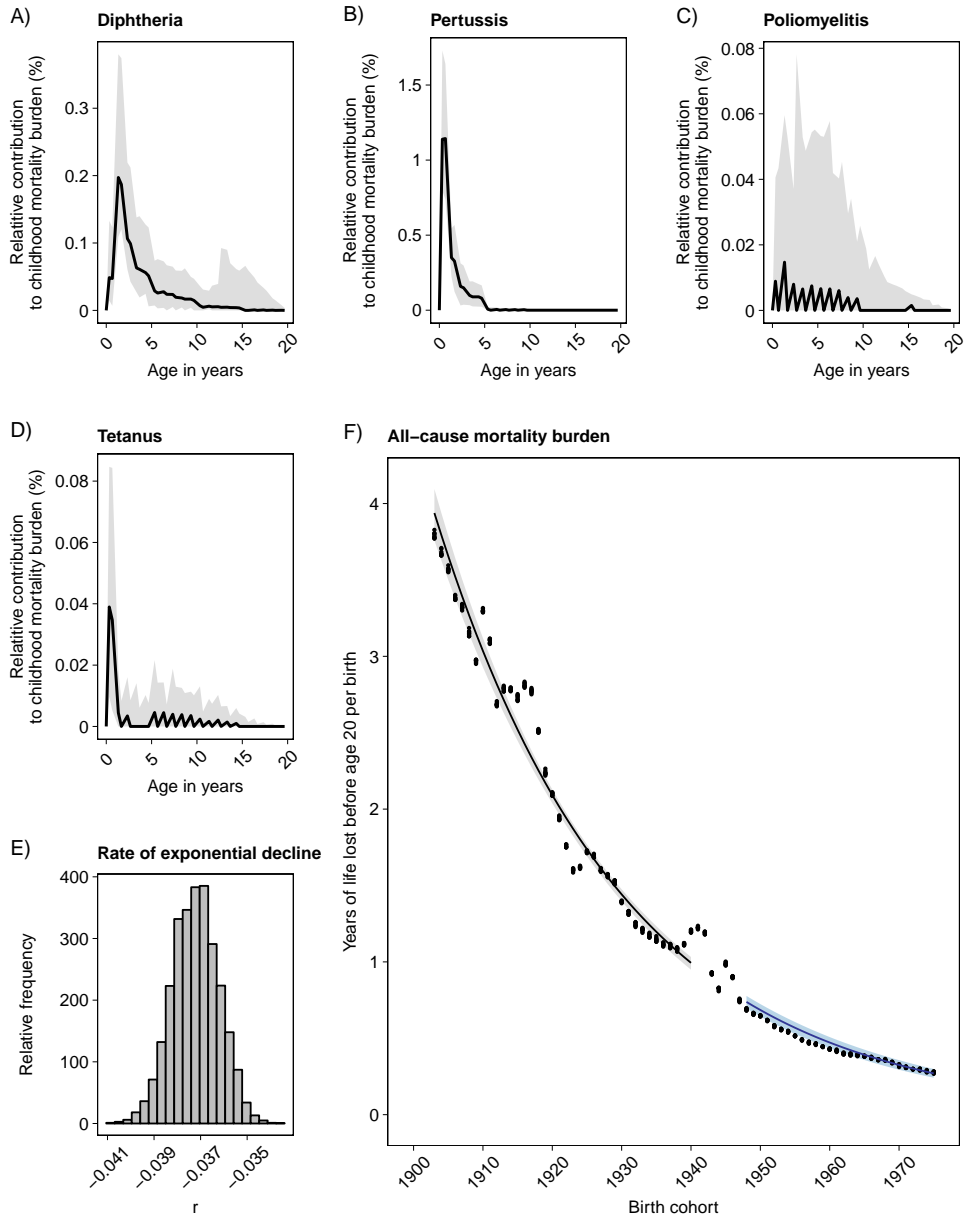 A)
Diphtheria
Relatitive contribution
to childhood mortality burden (%)
0.3
0.2
0.1
0
0
5
10
15
20
Age in years
B)
Pertussis
Relatitive contribution
to childhood mortality burden (%)
1.5
1
0.5
0
0
5
10
15
20
Age in years
C)
Poliomyelitis
Relatitive contribution
to childhood mortality burden (%)
0.08
0.06
0.04
0.02
0
0
5
10
15
20
Age in years
D)
Tetanus
Relatitive contribution
to childhood mortality burden (%)
0.08
0.06
0.04
0.02
0
0
5
10
15
20
Age in years
E)
Rate of exponential decline
Relative frequency
400
300
200
100
0
−0.041
−0.039
−0.037
−0.035
r
F)
All−cause mortality burden
Years of life lost before age 20 per birth
4
3
2
1
0
1900
1910
1920
1930
1940
1950
1960
1970
Birth cohort